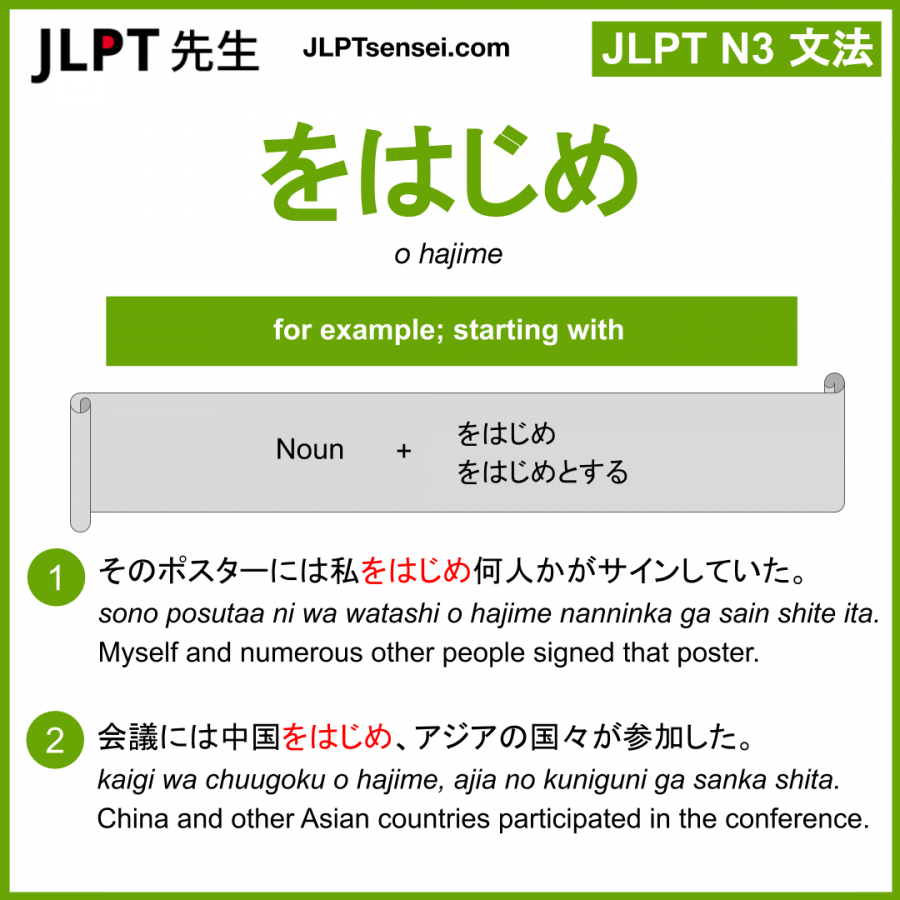 JLPT 先生
JLPTsensei.com
JLPT N3 文法
をはじめ
o hajime
for example; starting with
Noun + をはじめ
をはじめとする
1 そのポスターには私をはじめ何人かがサインしていた。
sono posutaa ni wa watashi o hajime nanninka ga sain shite ita.
Myself and numerous other people signed that poster.
2 会議には中国をはじめ、アジアの国々が参加した。
kaigi wa chuugoku o hajime, ajia no kuniguni ga sanka shita.
China and other Asian countries participated in the conference.